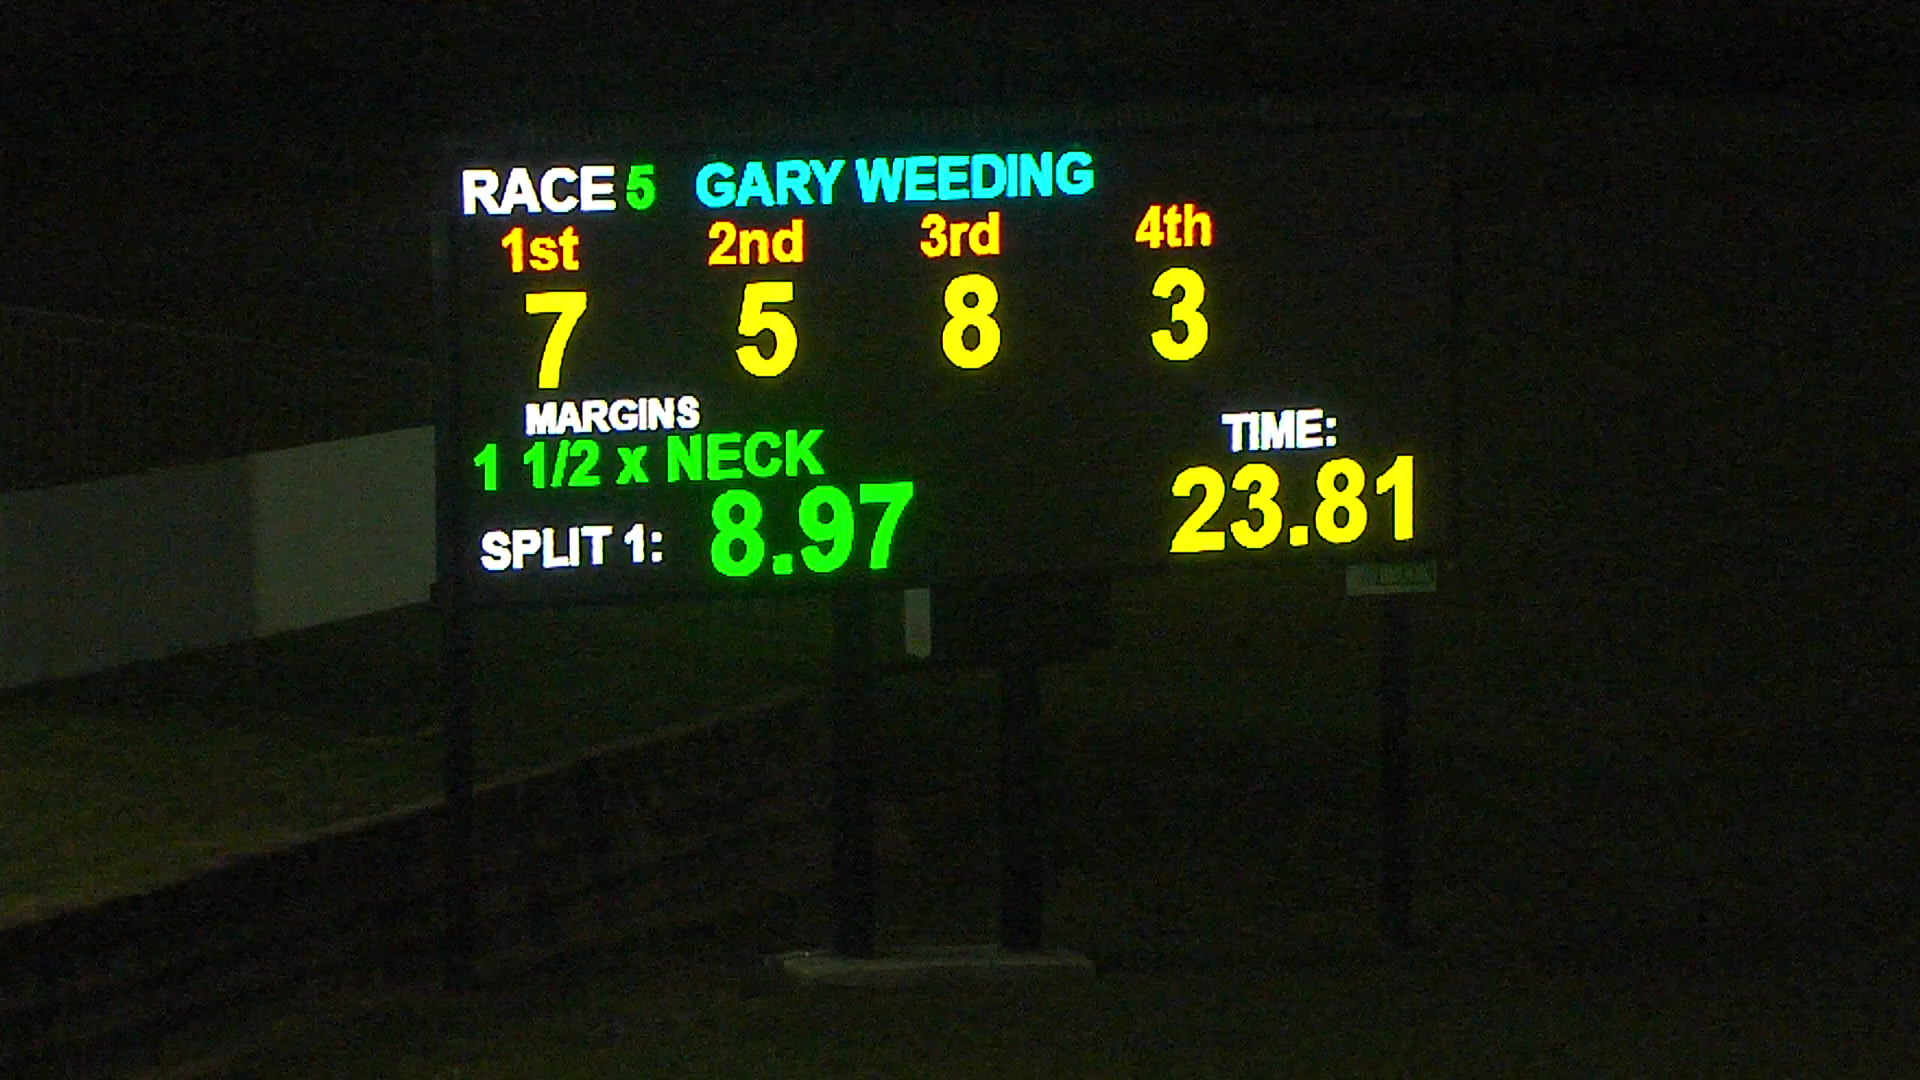 RACE 5 GARY WEEDING
1st 2nd 3rd 4th
7 5 8 3
MARGINS
1 1/2 x NECK
SPLIT 1: 8.97
TIME:
23.81